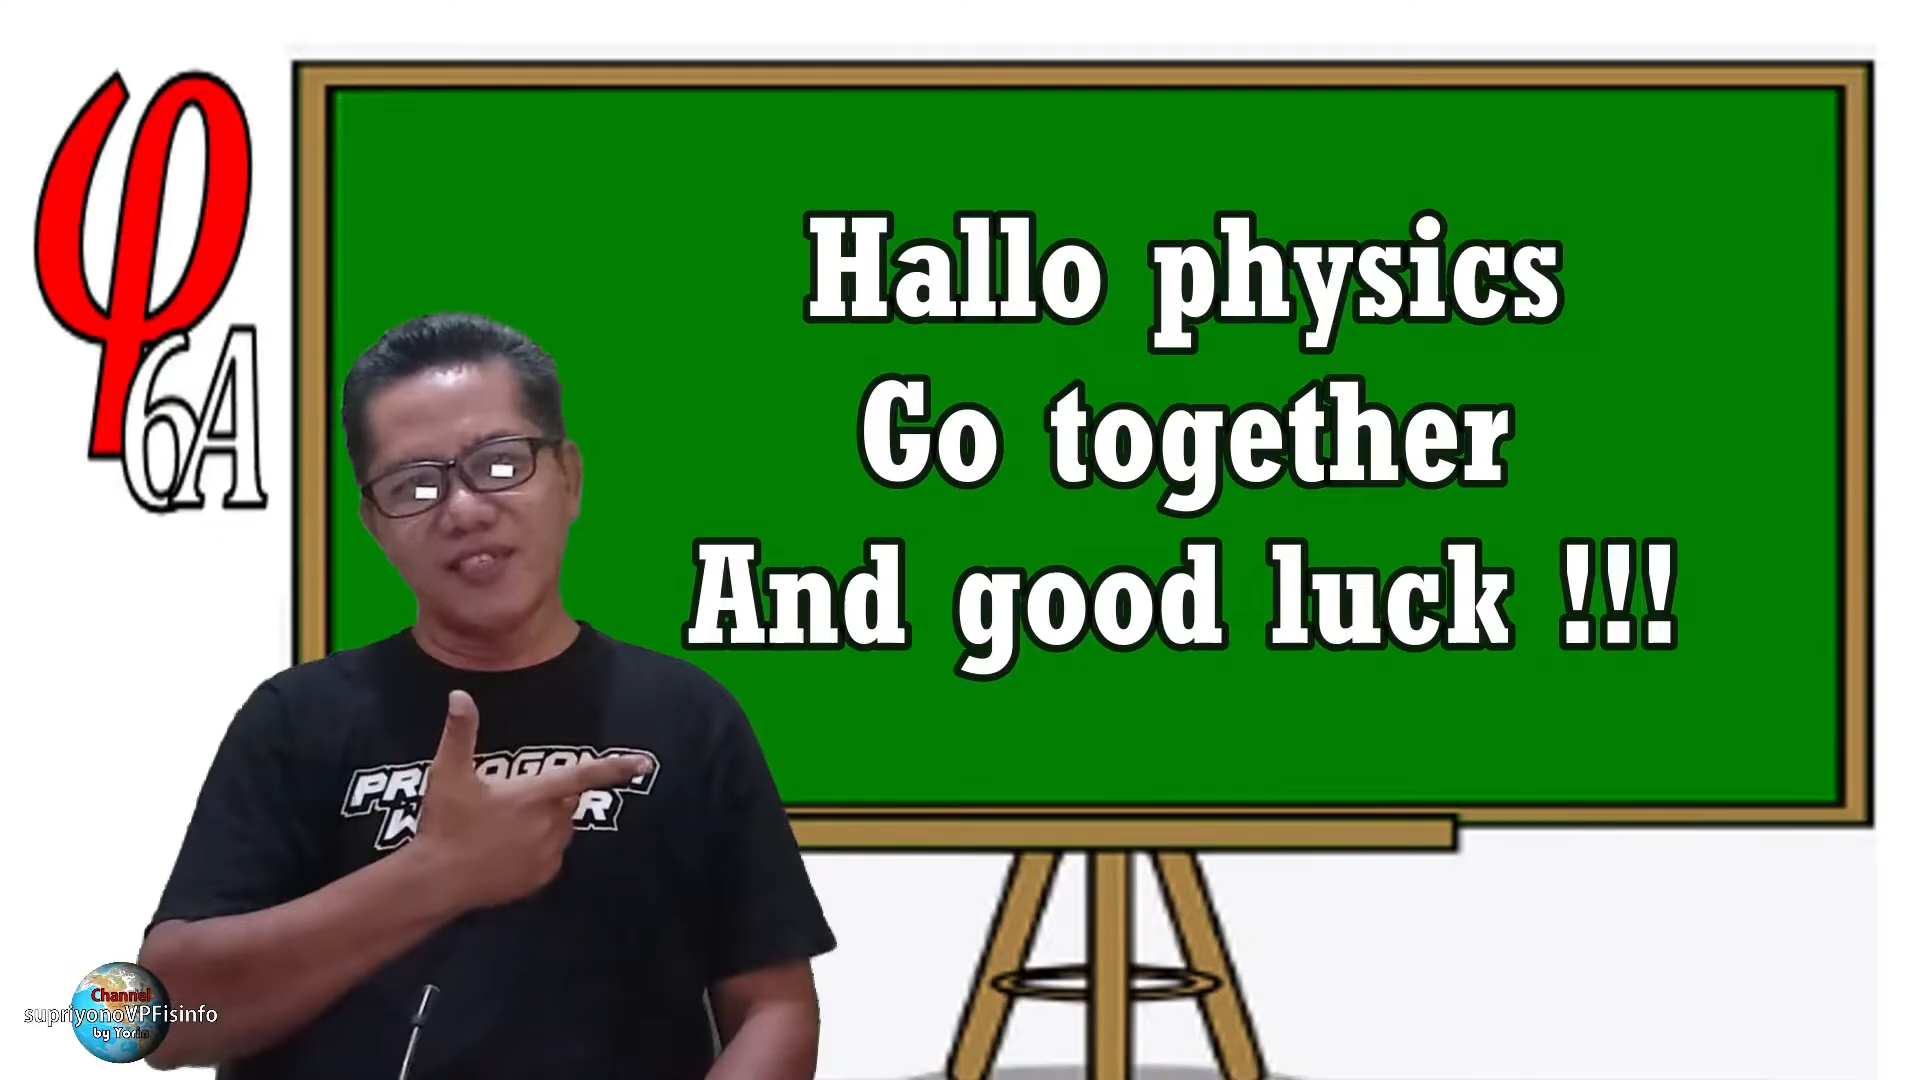 φ
6A
Hallo physics
Go together
And good luck !!!
Channel
supriyonoVPFisinfo
by Yorin